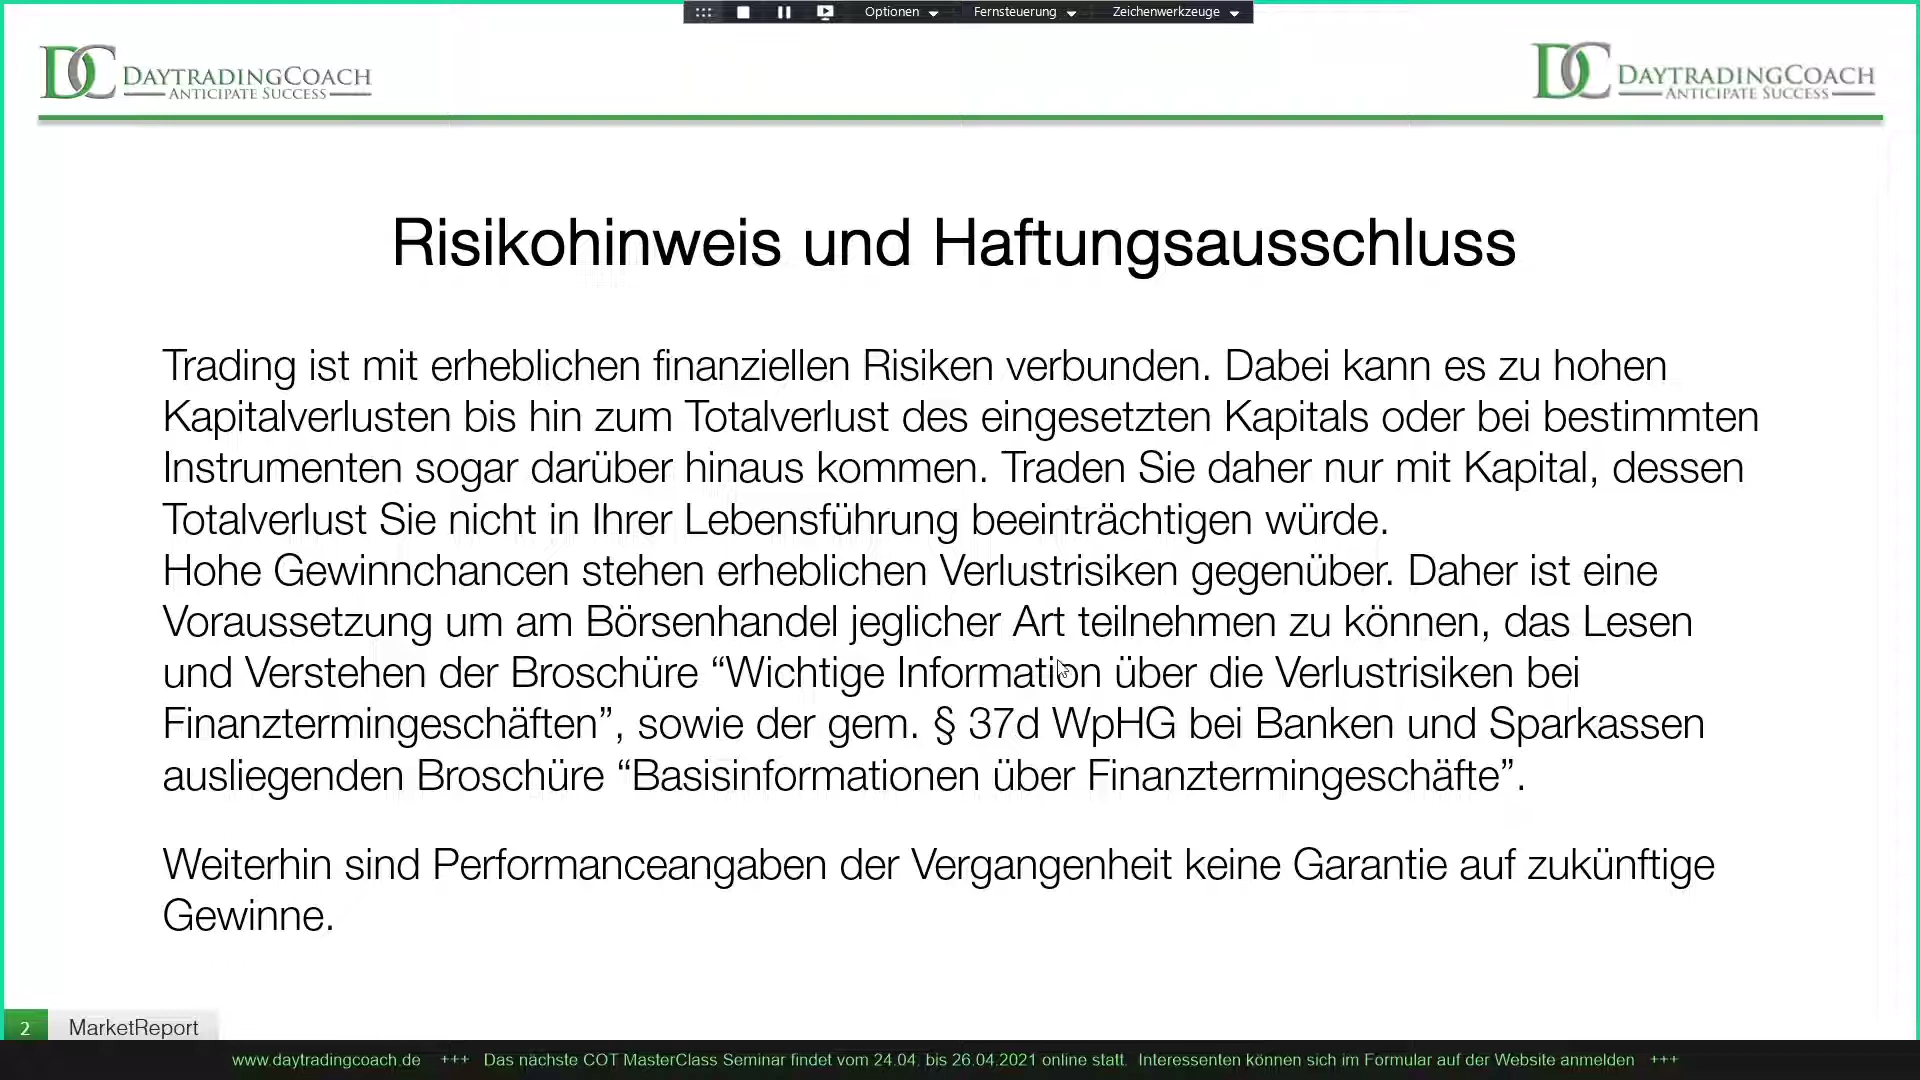 Optionen Fernsteuerung Zeichenwerkzeuge
DC DAYTRADINGCOACH
ANTICIPATE SUCCESS
DC DAYTRADINGCOACH
ANTICIPATE SUCCESS
Risikohinweis und Haftungsausschluss
Trading ist mit erheblichen finanziellen Risiken verbunden. Dabei kann es zu hohen
Kapitalverlusten bis hin zum Totalverlust des eingesetzten Kapitals oder bei bestimmten
Instrumenten sogar darüber hinaus kommen. Traden Sie daher nur mit Kapital, dessen
Totalverlust Sie nicht in Ihrer Lebensführung beeinträchtigen würde.
Hohe Gewinnchancen stehen erheblichen Verlustrisiken gegenüber. Daher ist eine
Voraussetzung um am Börsenhandel jeglicher Art teilnehmen zu können, das Lesen
und Verstehen der Broschüre “Wichtige Information über die Verlustrisiken bei
Finanztermingeschäften”, sowie der gem. § 37d WpHG bei Banken und Sparkassen
ausliegenden Broschüre “Basisinformationen über Finanztermingeschäfte”.
Weiterhin sind Performanceangaben der Vergangenheit keine Garantie auf zukünftige
Gewinne.
2 MarketReport
www.daytradingcoach.de +++ Das nächste COT MasterClass Seminar findet vom 24.04. bis 26.04.2021 online statt. Interessenten können sich im Formular auf der Website anmelden +++